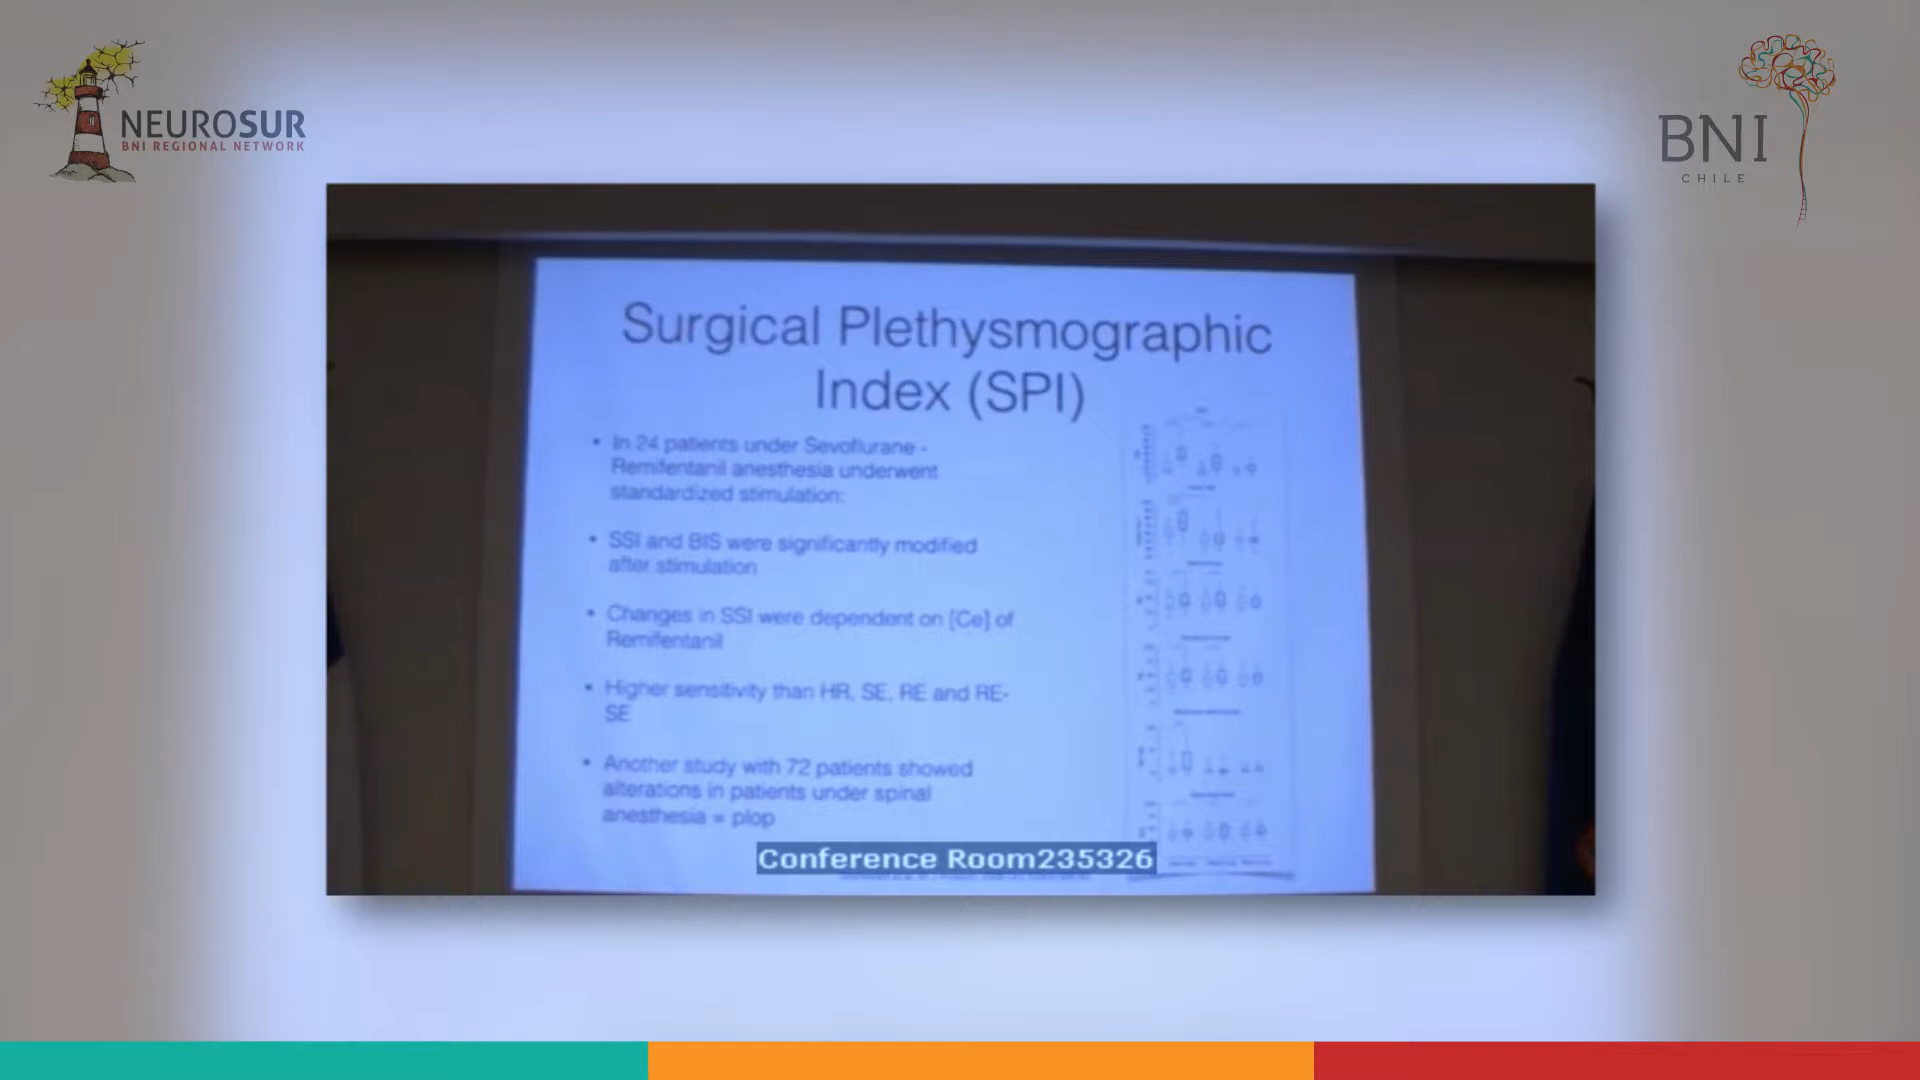 NEUROSUR
BNI REGIONAL NETWORK
BNI
CHILE
Surgical Plethysmographic
Index (SPI)
• In 24 patients under Sevoflurane -
Remifentanil anesthesia underwent
standardized stimulation:
• SSI and BIS were significantly modified
after stimulation
• Changes in SSI were dependent on [Ce] of
Remifentanil
• Higher sensitivity than HR, SE, RE and RE-
SE
• Another study with 72 patients showed
alterations in patients under spinal
anesthesia = plop
Conference Room235326